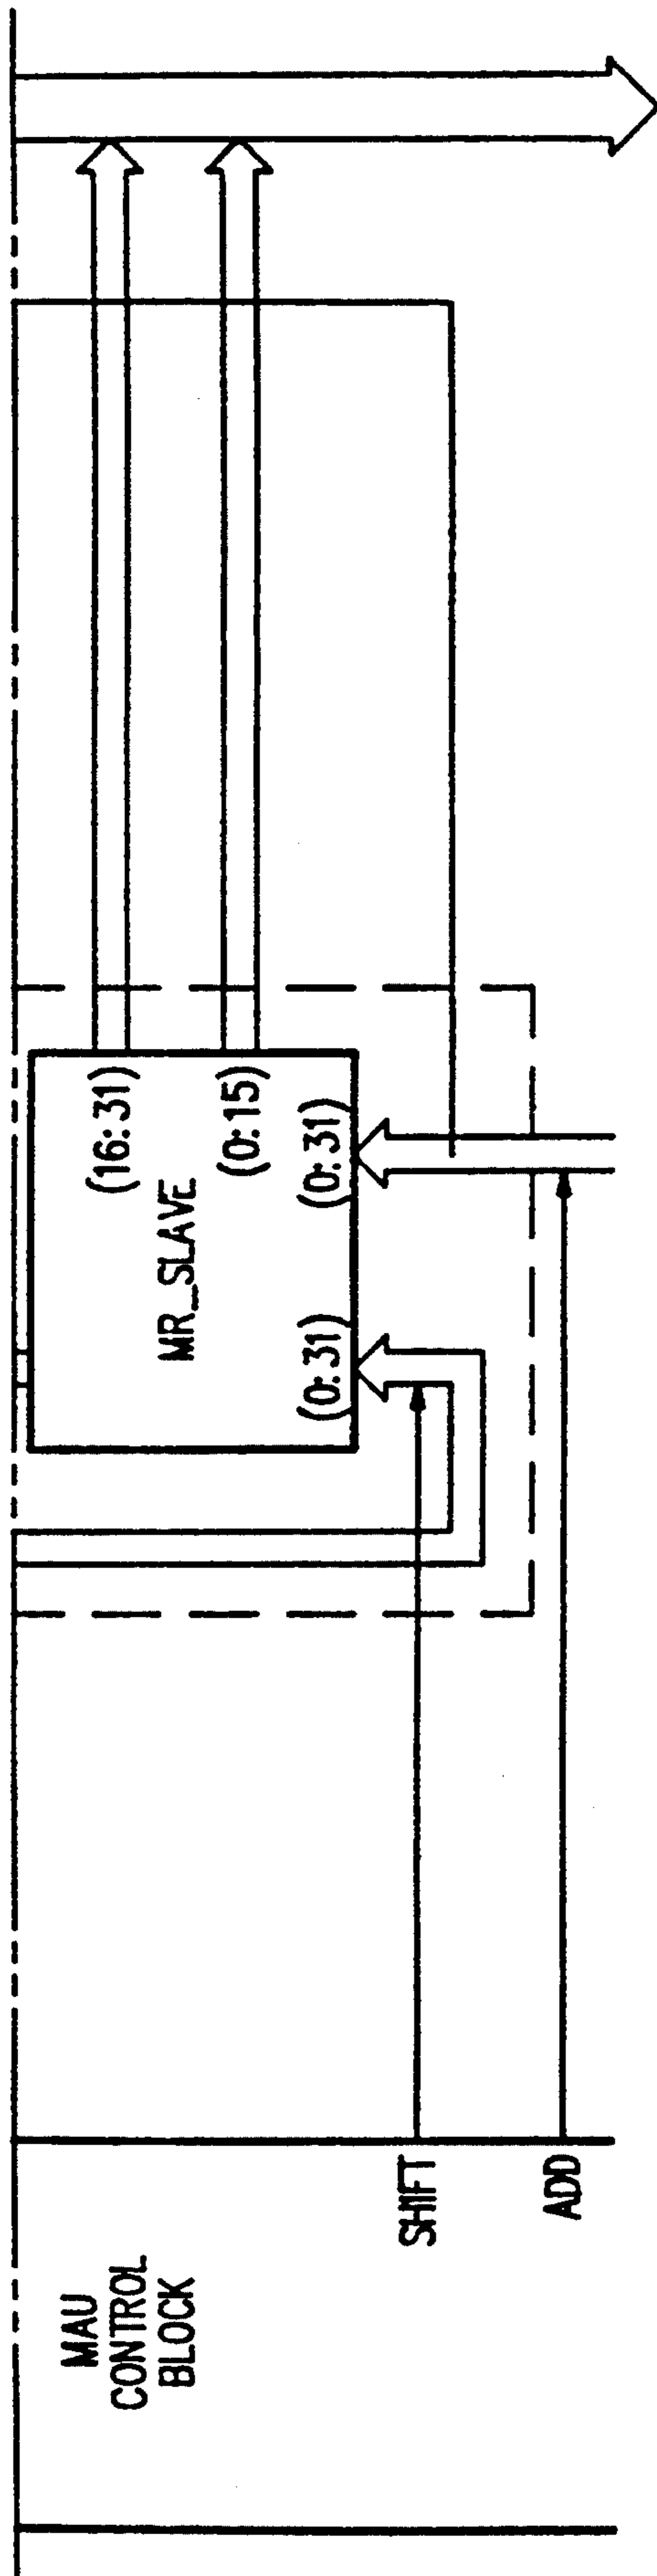 MAU
CONTROL
BLOCK
SHIFT
ADD
(0:31)
MR_SLAVE
(16:31)
(0:15)
(0:31)